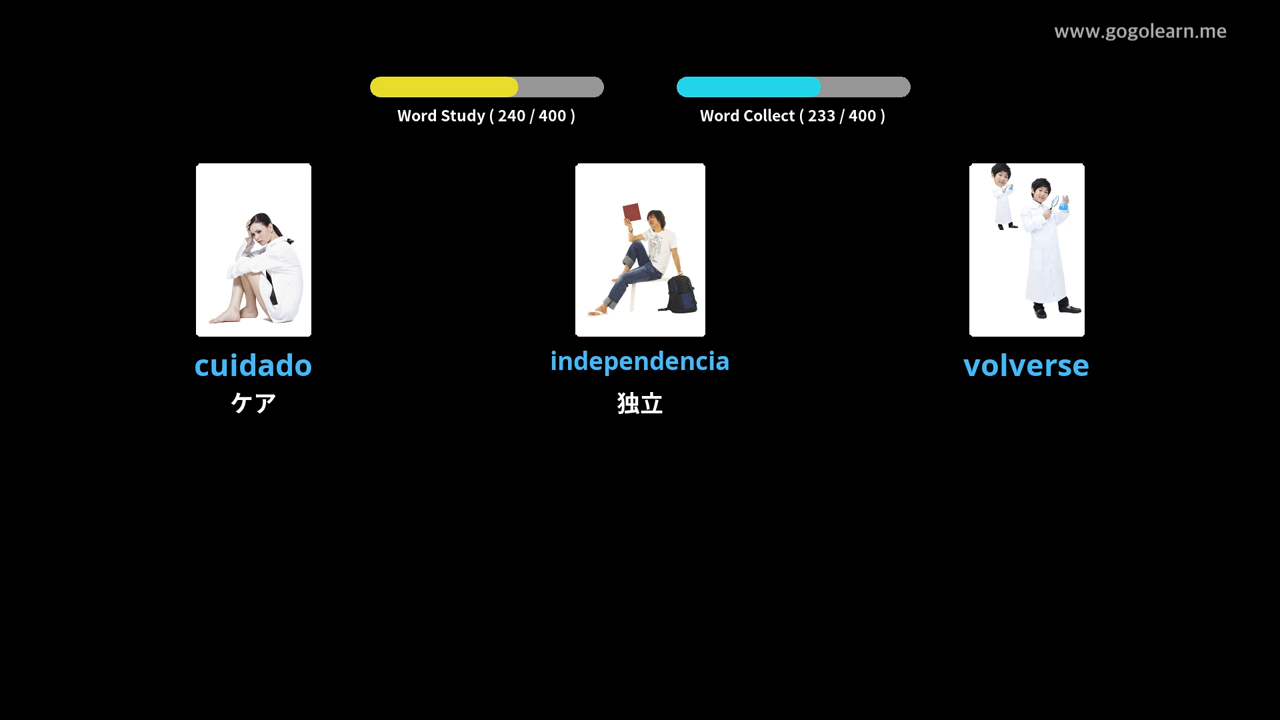 www.gogolearn.me
Word Study ( 240 / 400 )
Word Collect ( 233 / 400 )
cuidado
ケア
independencia
独立
volverse